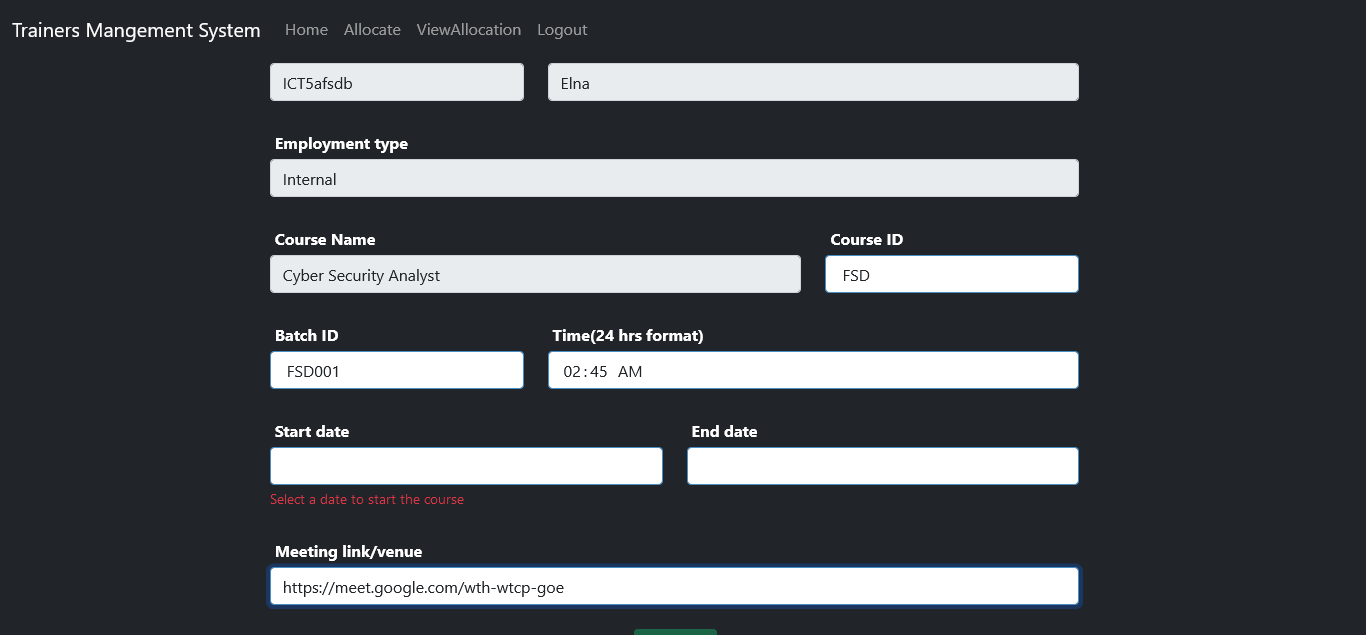 Trainers Mangement System Home Allocate ViewAllocation Logout
ICT5afsdb Elna
Employment type
Internal
Course Name Course ID
Cyber Security Analyst FSD
Batch ID Time(24 hrs format)
FSD001 02:45 AM
Start date End date
Select a date to start the course
Meeting link/venue
https://meet.google.com/wth-wtcp-goe